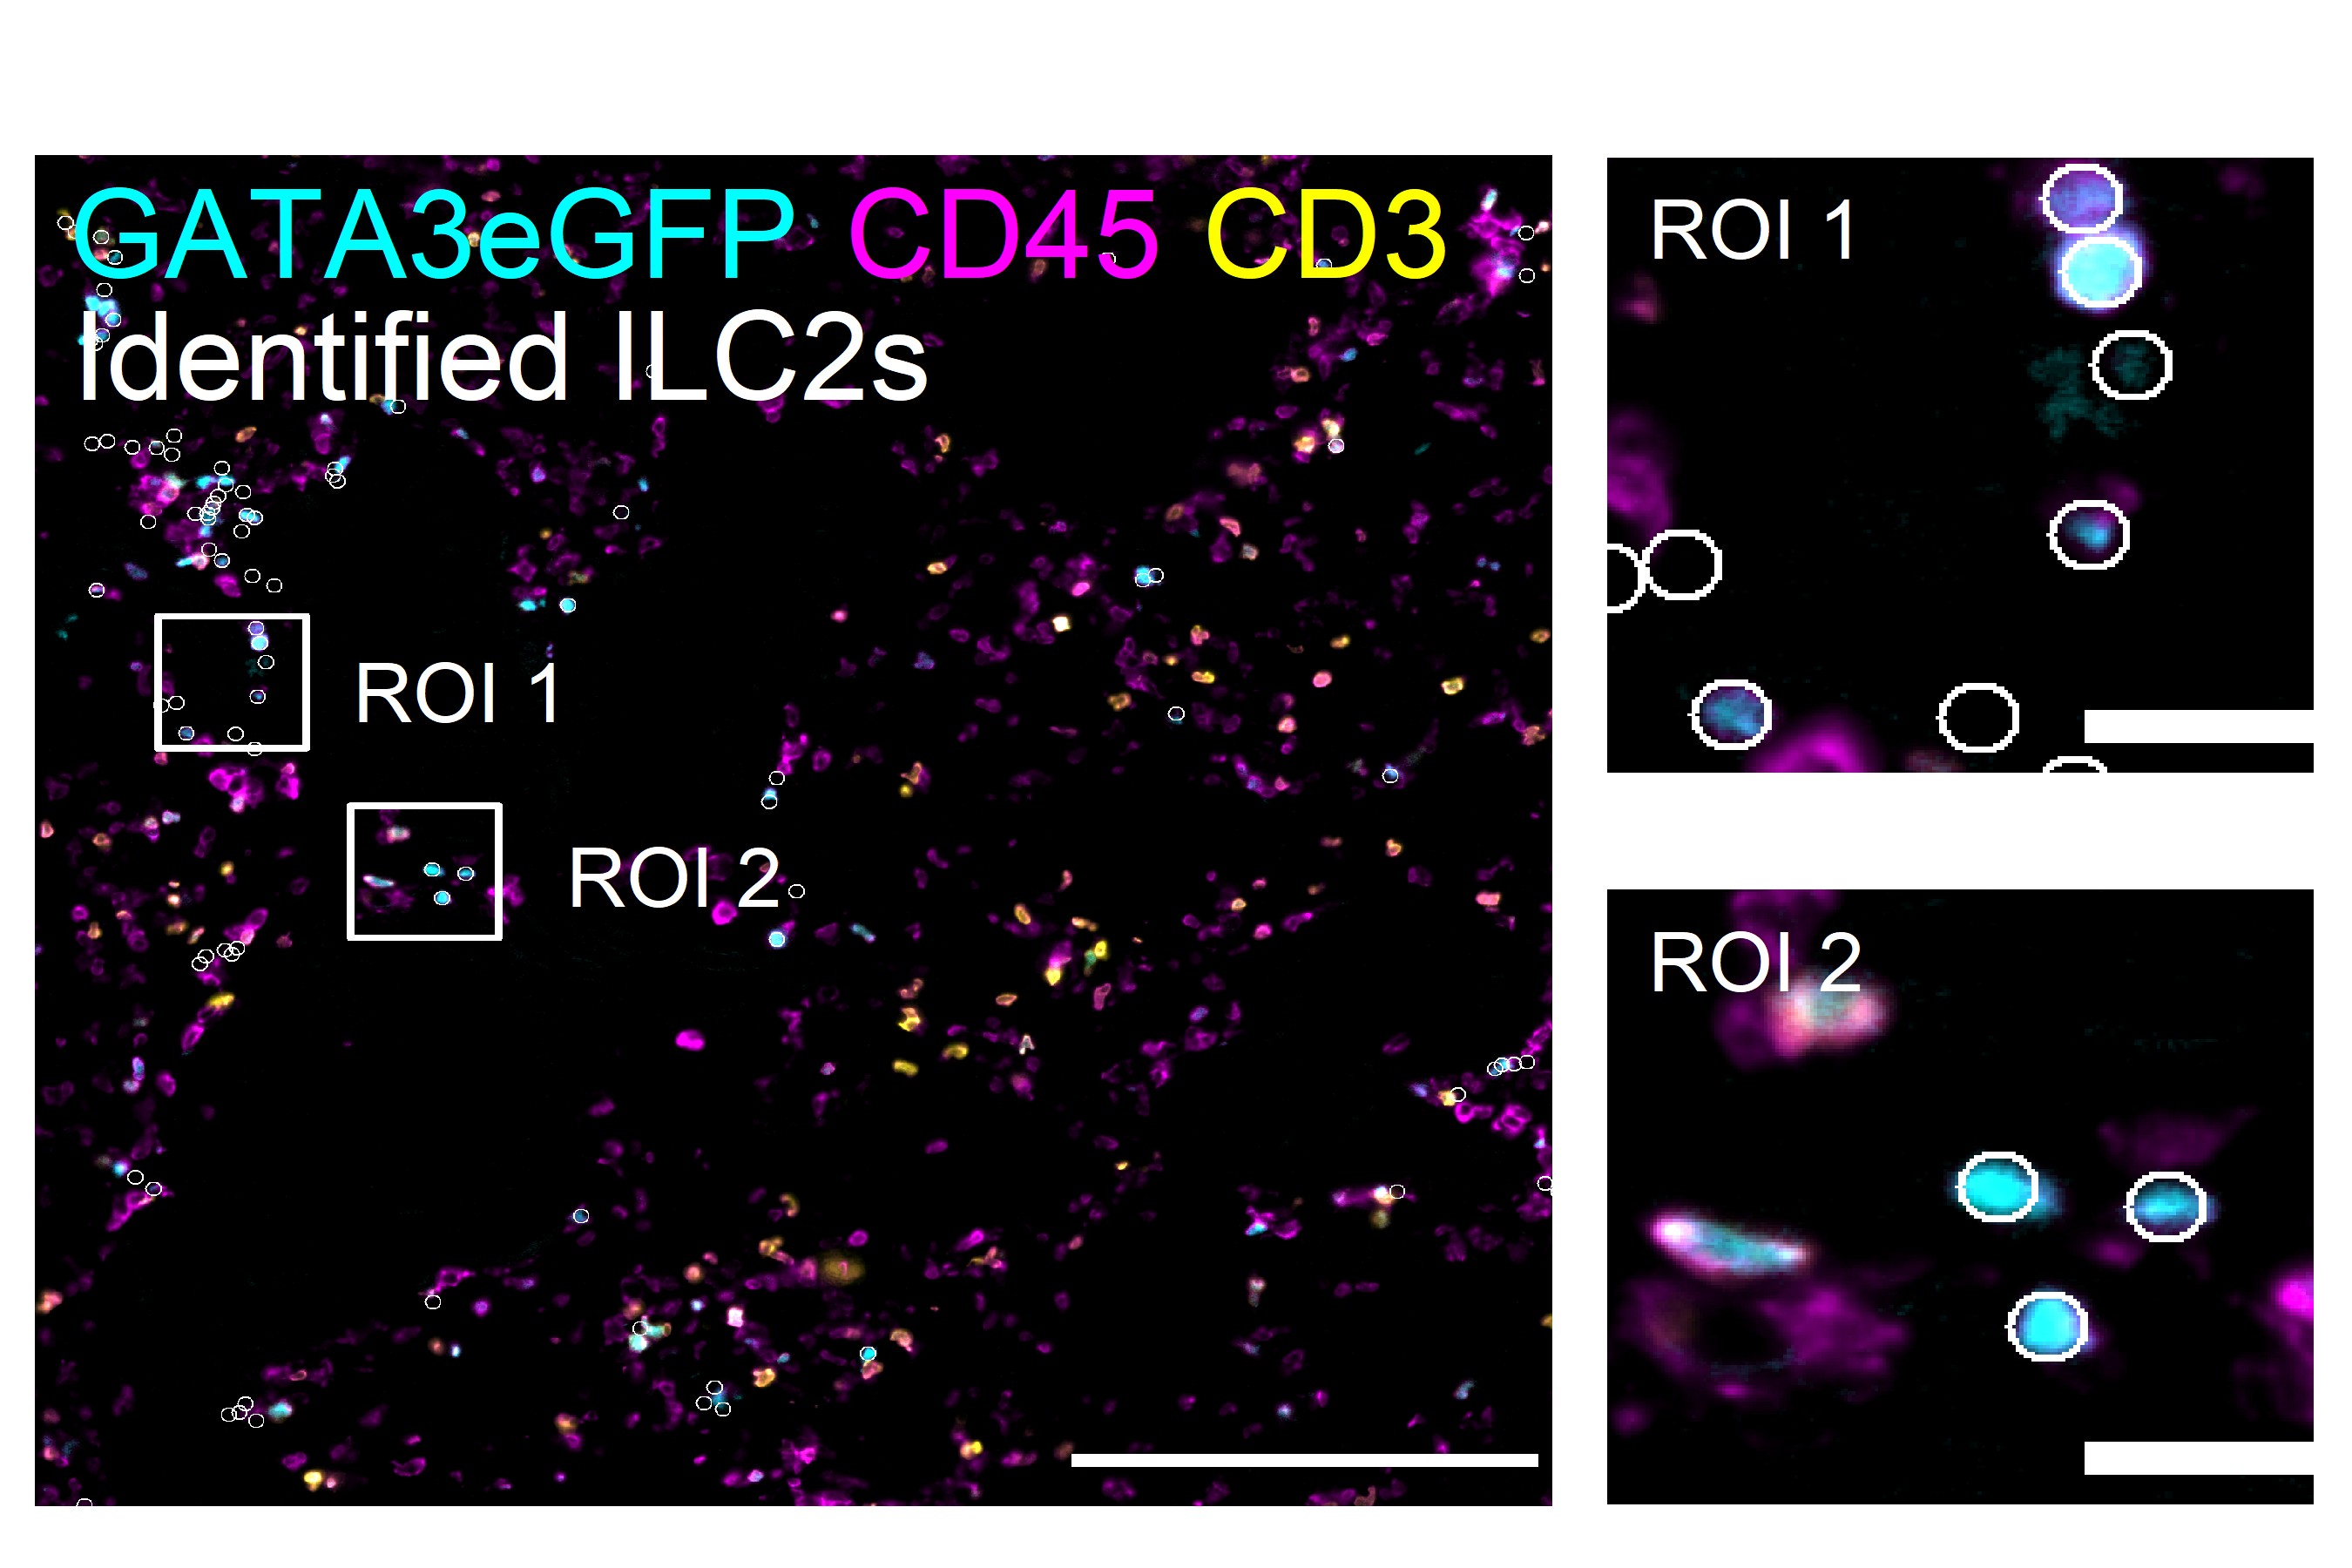 GATA3eGFP CD45 CD3
Identified ILC2s
ROI 1
ROI 2
ROI 1
ROI 2